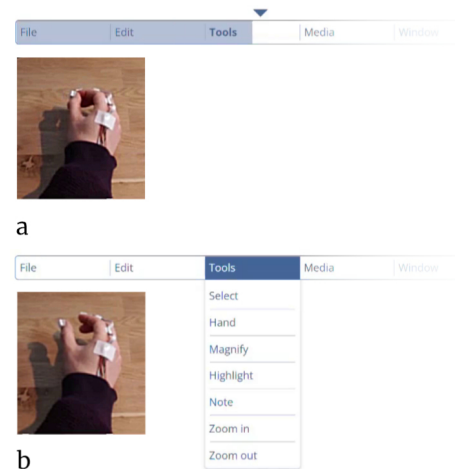 File Edit Tools Media Window
a
File Edit Tools Media Window
Select
Hand
Magnify
Highlight
Note
Zoom in
Zoom out
b